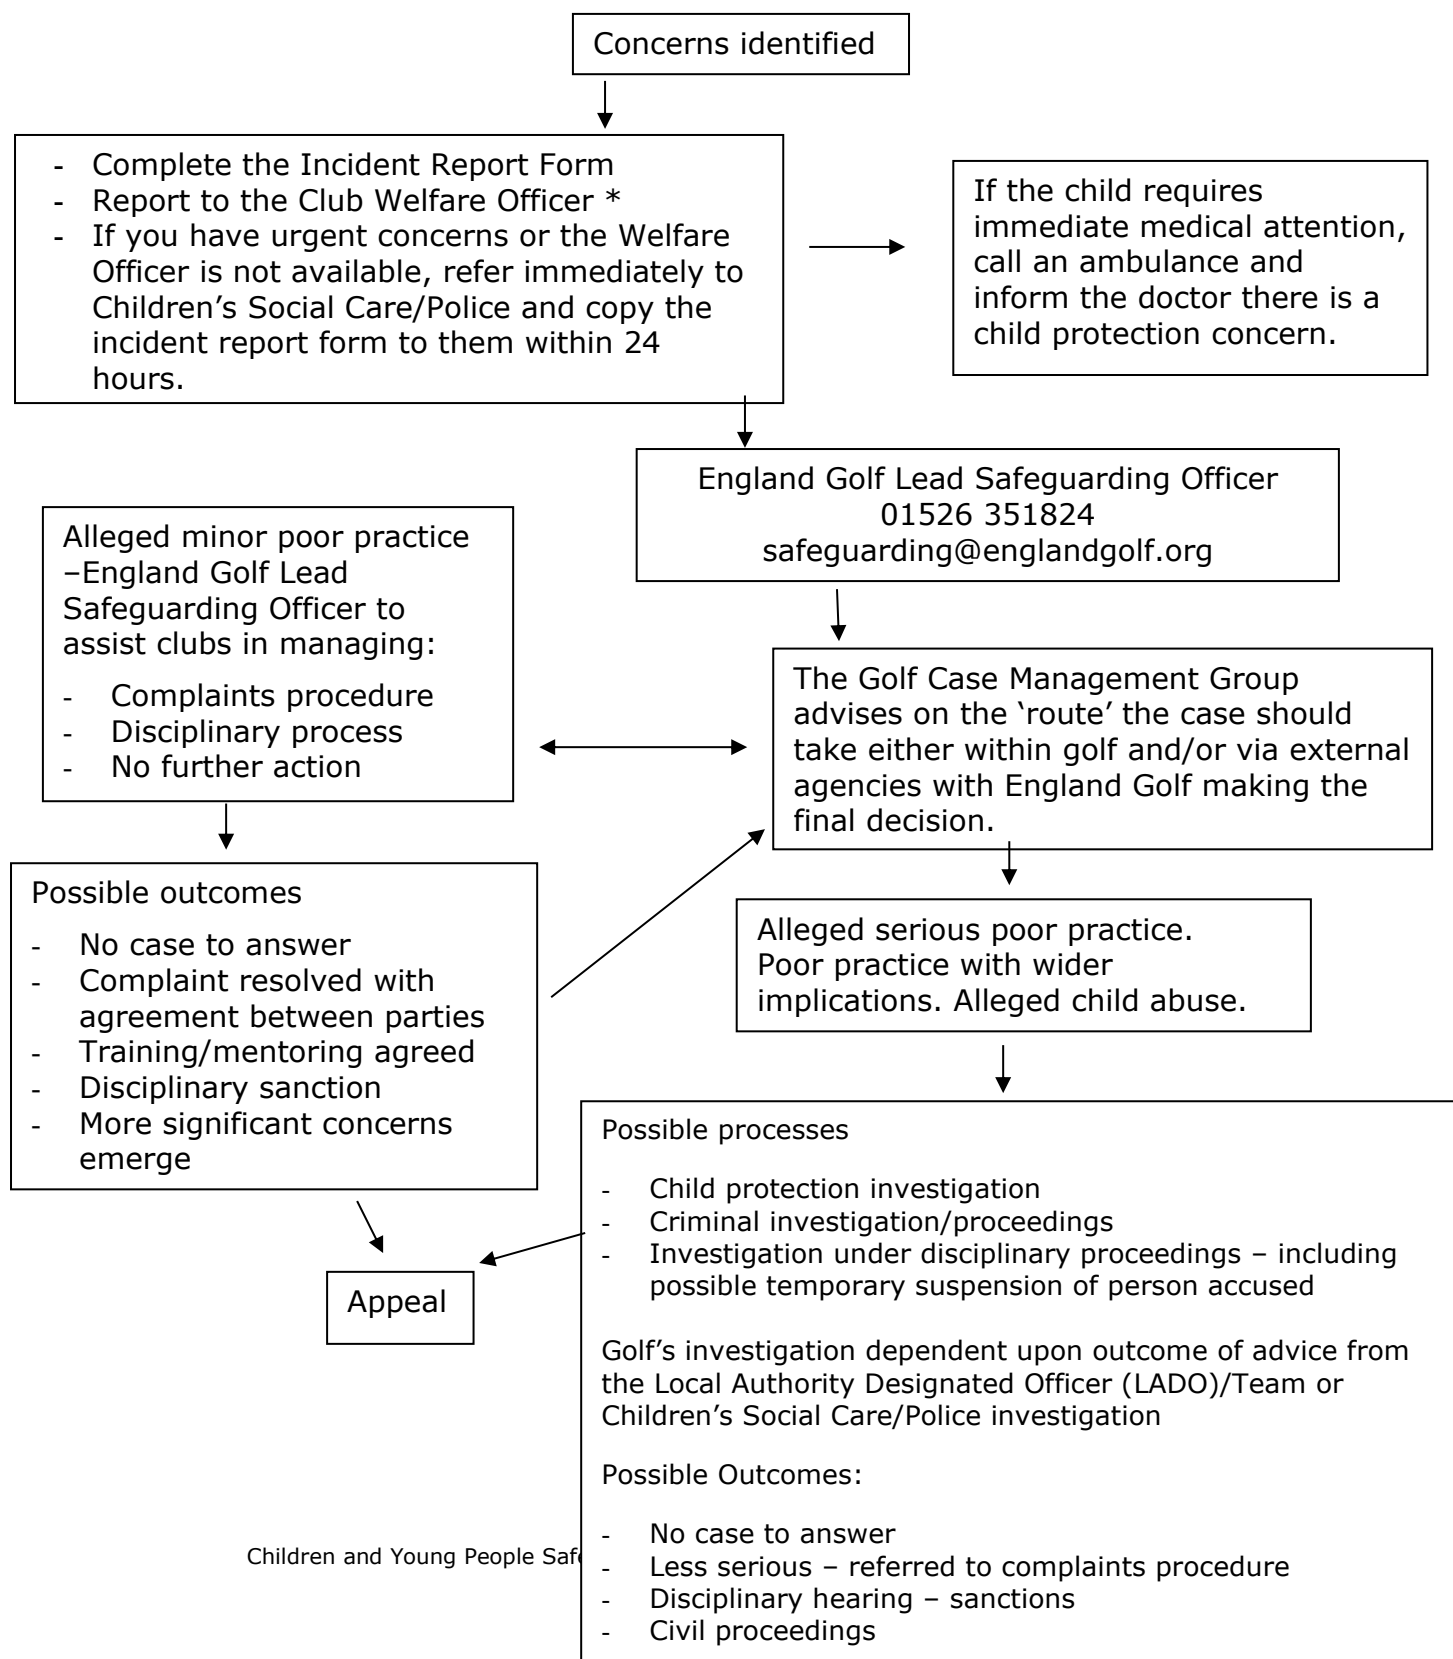 Concerns identified
- Complete the Incident Report Form
- Report to the Club Welfare Officer *
- If you have urgent concerns or the Welfare
Officer is not available, refer immediately to
Children’s Social Care/Police and copy the
incident report form to them within 24
hours.
If the child requires
immediate medical attention,
call an ambulance and
inform the doctor there is a
child protection concern.
England Golf Lead Safeguarding Officer
01526 351824
safeguarding@englandgolf.org
Alleged minor poor practice
–England Golf Lead
Safeguarding Officer to
assist clubs in managing:
- Complaints procedure
- Disciplinary process
- No further action
The Golf Case Management Group
advises on the ‘route’ the case should
take either within golf and/or via external
agencies with England Golf making the
final decision.
Possible outcomes
- No case to answer
- Complaint resolved with
agreement between parties
- Training/mentoring agreed
- Disciplinary sanction
- More significant concerns
emerge
Alleged serious poor practice.
Poor practice with wider
implications. Alleged child abuse.
Appeal
Possible processes
- Child protection investigation
- Criminal investigation/proceedings
- Investigation under disciplinary proceedings – including
possible temporary suspension of person accused
Golf’s investigation dependent upon outcome of advice from
the Local Authority Designated Officer (LADO)/Team or
Children’s Social Care/Police investigation
Possible Outcomes:
- No case to answer
- Less serious – referred to complaints procedure
- Disciplinary hearing – sanctions
- Civil proceedings
Children and Young People